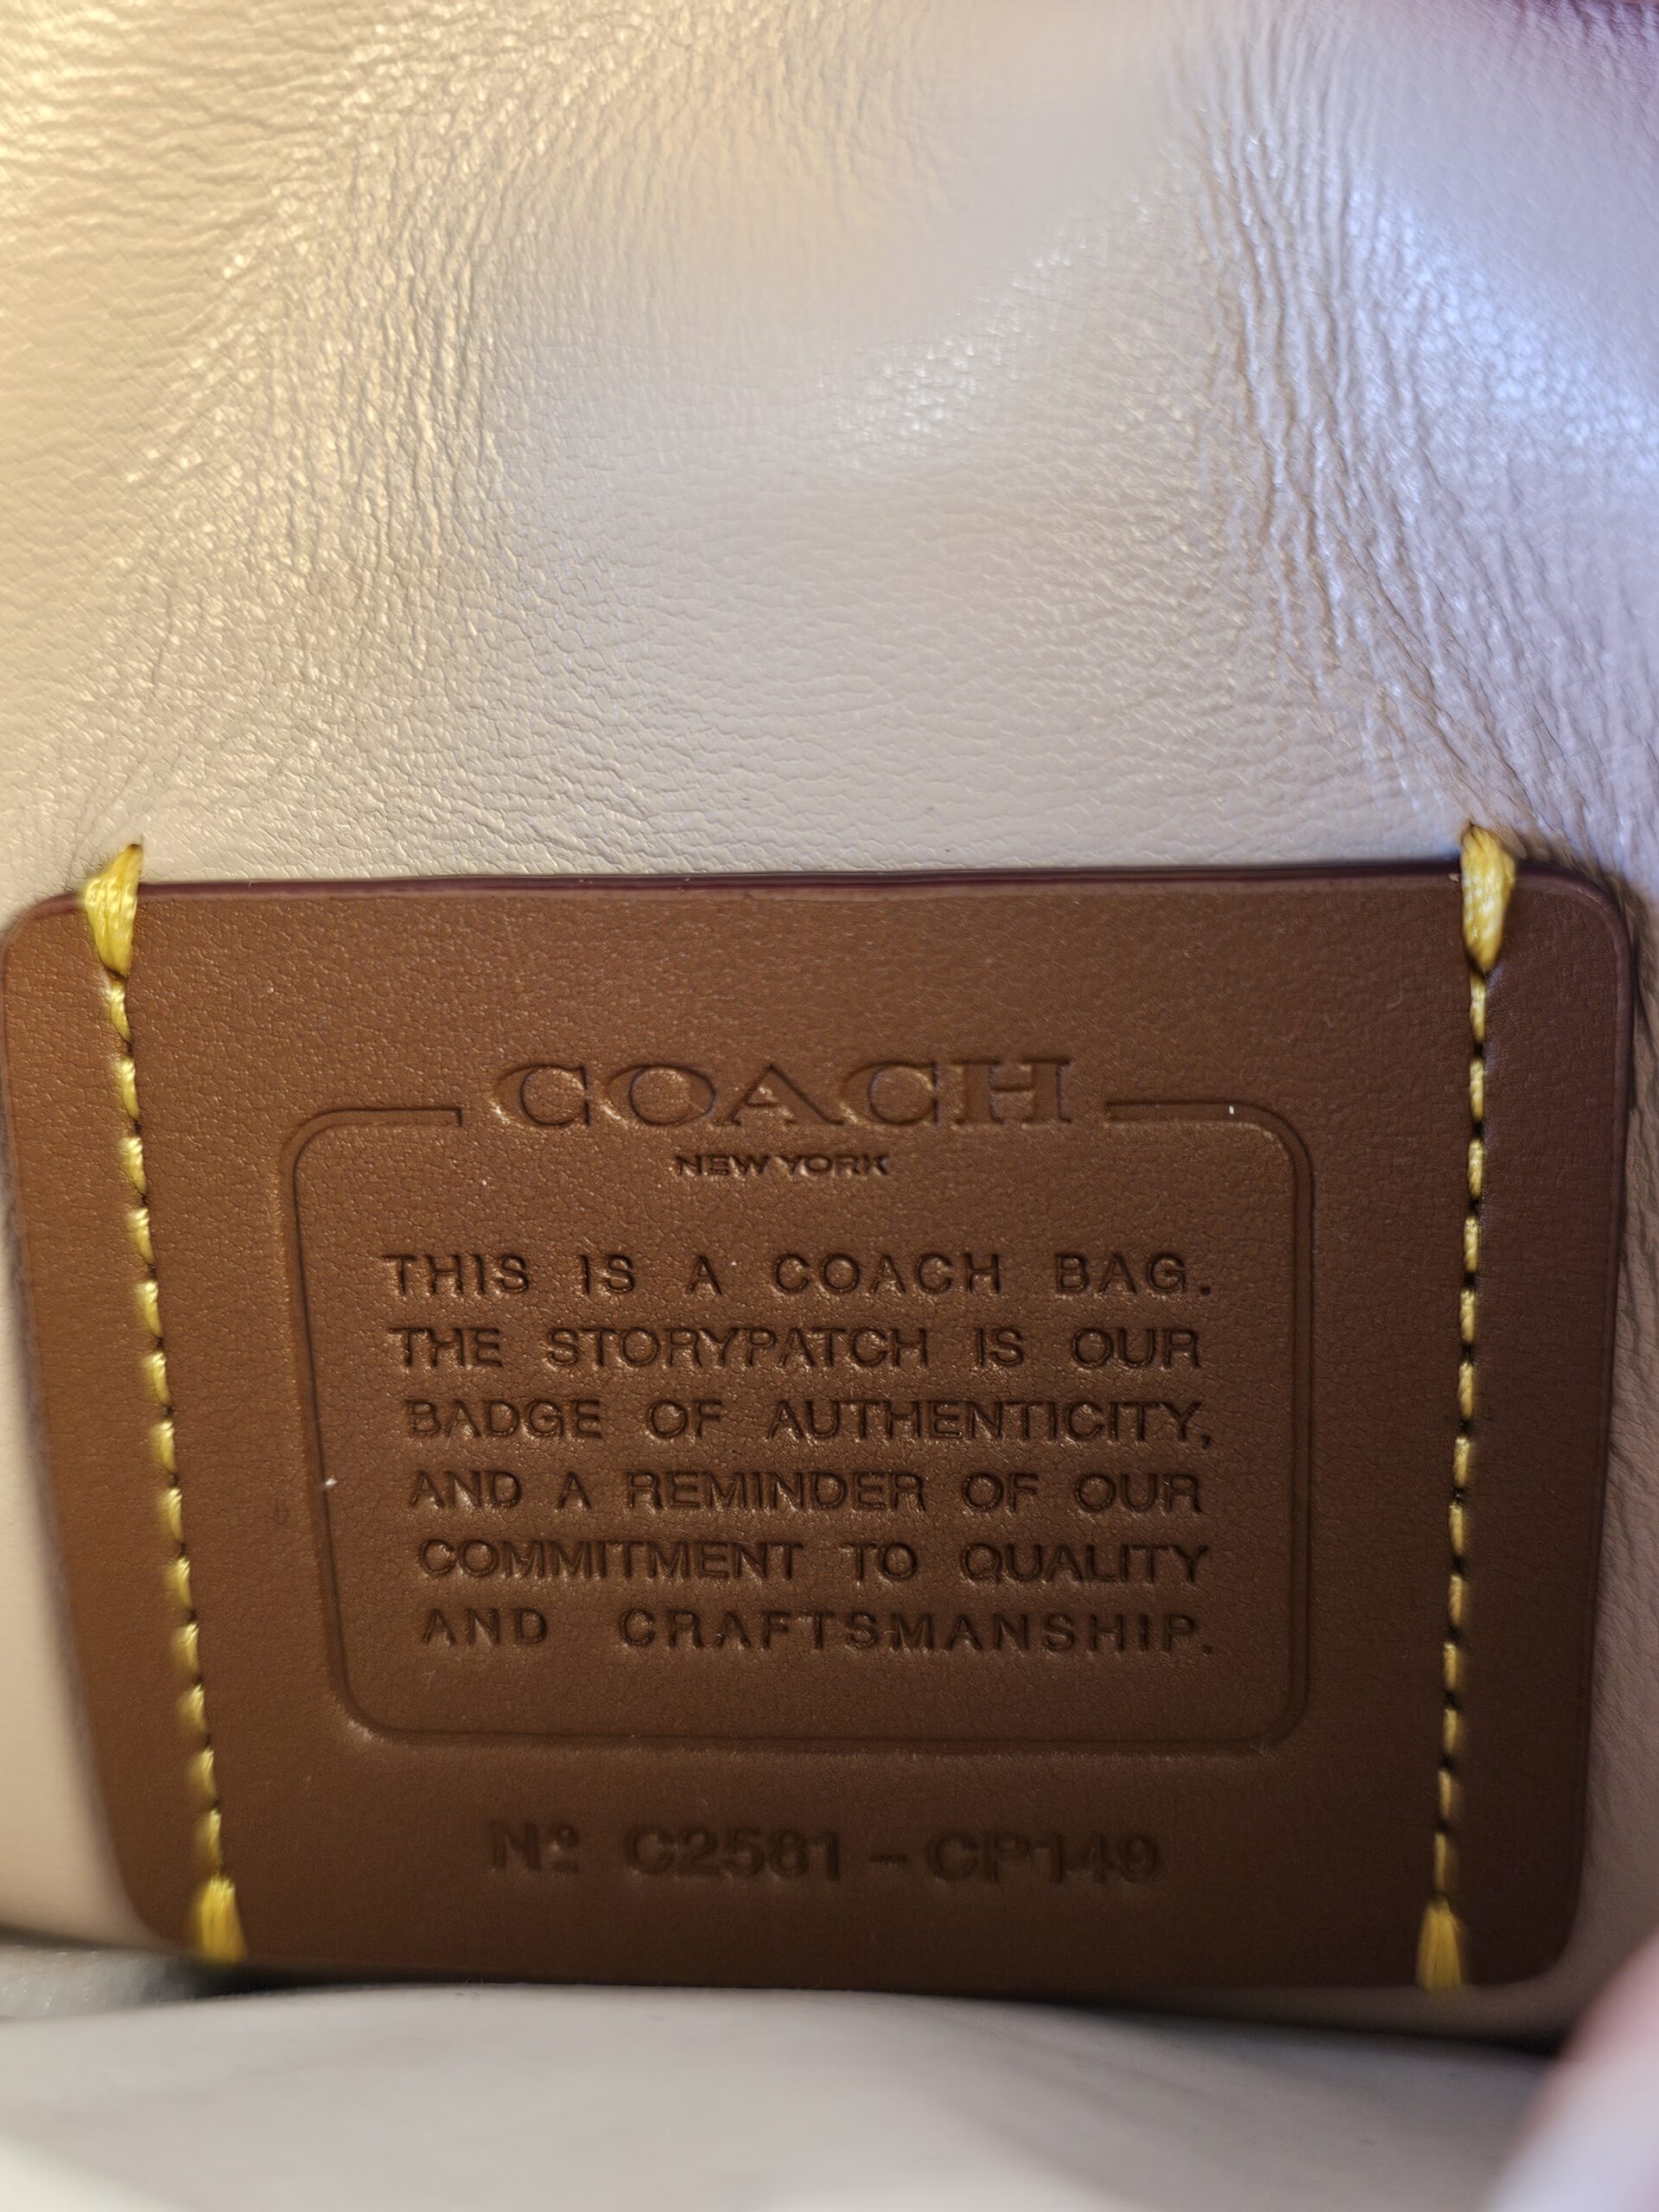 COACH
NEW YORK
THIS IS A COACH BAG.
THE STORYPATCH IS OUR
BADGE OF AUTHENTICITY,
AND A REMINDER OF OUR
COMMITMENT TO QUALITY
AND CRAFTSMANSHIP.
Nº C2581-CP149